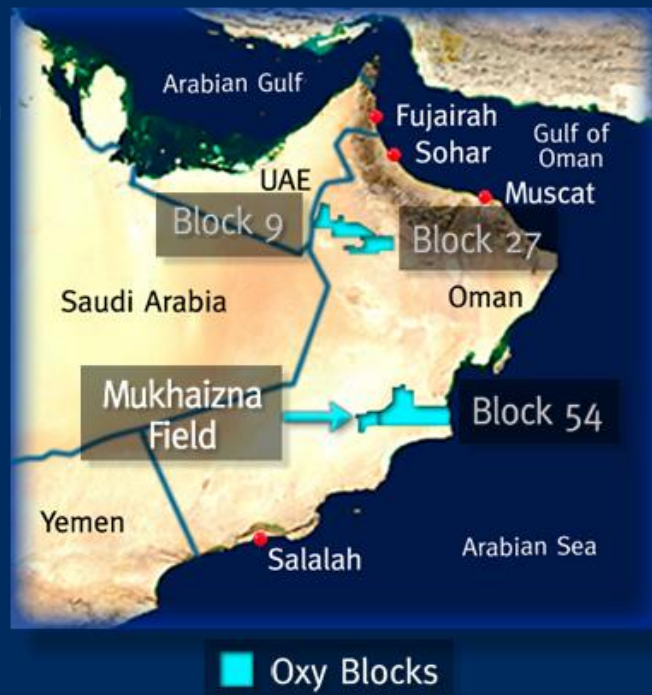 Arabian Gulf
Fujairah
Gulf of
Oman
Sohar
UAE
Muscat
Block 9
Block 27
Saudi Arabia
Oman
Mukhaizna
Field
Block 54
Yemen
Arabian Sea
Salalah
Oxy Blocks